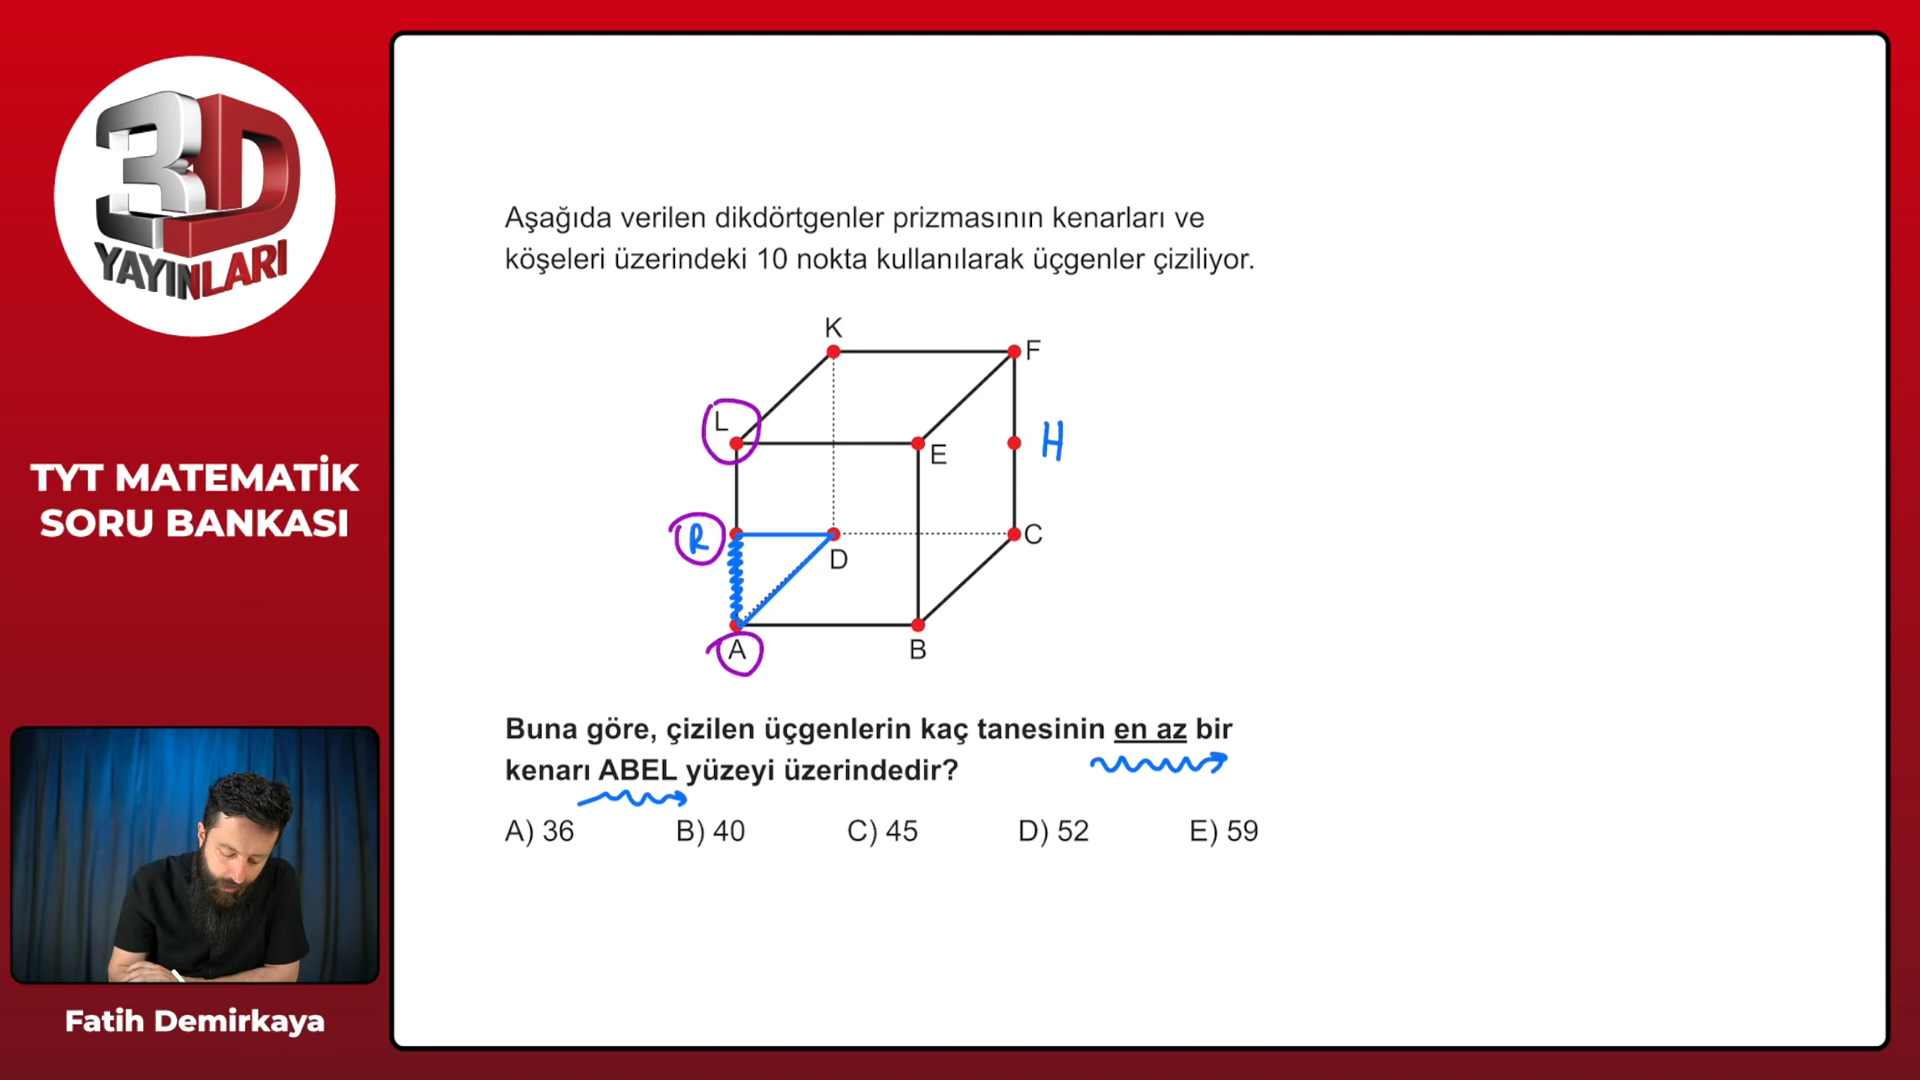 3D
YAYINLARI
TYT MATEMATİK
SORU BANKASI
Fatih Demirkaya
Aşağıda verilen dikdörtgenler prizmasının kenarları ve
köşeleri üzerindeki 10 nokta kullanılarak üçgenler çiziliyor.
K
F
L
E
H
R
D
C
A
B
Buna göre, çizilen üçgenlerin kaç tanesinin en az bir
kenarı ABEL yüzeyi üzerindedir?
A) 36 B) 40 C) 45 D) 52 E) 59